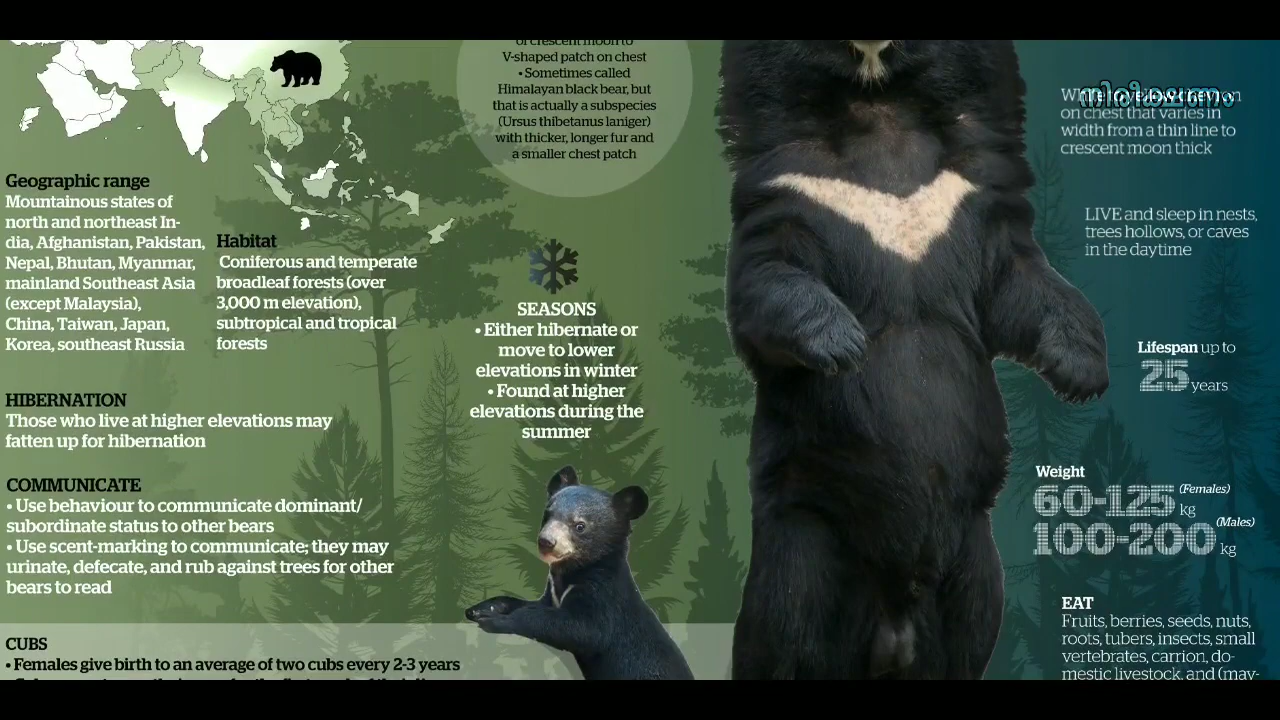 of crescent moon to
V-shaped patch on chest
• Sometimes called
Himalayan black bear, but
that is actually a subspecies
(Ursus thibetanus laniger)
with thicker, longer fur and
a smaller chest patch
on chest that varies in
width from a thin line to
crescent moon thick
LIVE and sleep in nests,
trees hollows, or caves
in the daytime
Geographic range
Mountainous states of
north and northeast In-
dia, Afghanistan, Pakistan,
Nepal, Bhutan, Myanmar,
mainland Southeast Asia
(except Malaysia),
China, Taiwan, Japan,
Korea, southeast Russia
Habitat
Coniferous and temperate
broadleaf forests (over
3,000 m elevation),
subtropical and tropical
forests
SEASONS
• Either hibernate or
move to lower
elevations in winter
• Found at higher
elevations during the
summer
Lifespan up to
25 years
HIBERNATION
Those who live at higher elevations may
fatten up for hibernation
COMMUNICATE
• Use behaviour to communicate dominant/
subordinate status to other bears
• Use scent-marking to communicate; they may
urinate, defecate, and rub against trees for other
bears to read
Weight
60-125 kg (Females)
100-200 kg (Males)
EAT
Fruits, berries, seeds, nuts,
roots, tubers, insects, small
vertebrates, carrion, do-
mestic livestock, and (may-
CUBS
• Females give birth to an average of two cubs every 2-3 years